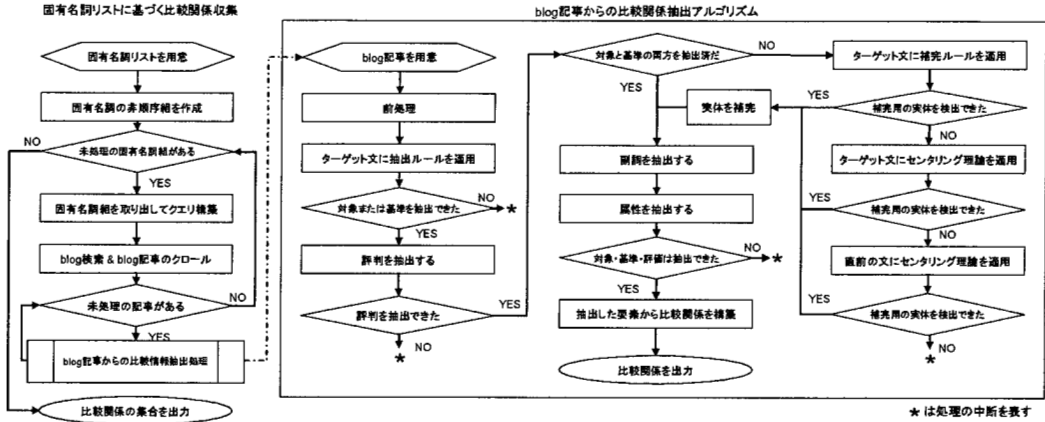 固有名詞リストに基づく比較関係収集
固有名詞リストを用意
固有名詞の非順序組を作成
NO
未処理の固有名詞組がある
YES
固有名詞組を取り出してクエリ構築
blog検索 & blog記事のクロール
未処理の記事がある
NO
YES
blog記事からの比較情報抽出処理
比較関係の集合を出力
blog記事からの比較関係抽出アルゴリズム
blog記事を用意
前処理
ターゲット文に抽出ルールを適用
対象または基準を抽出できた
NO
*
YES
評判を抽出する
評判を抽出できた
YES
NO
*
対象と基準の両方を抽出済だ
NO
YES
実体を補完
副詞を抽出する
属性を抽出する
対象・基準・評価は抽出できた
NO
*
YES
抽出した要素から比較関係を構築
比較関係を出力
ターゲット文に補完ルールを適用
補完用の実体を検出できた
YES
NO
ターゲット文にセンタリング理論を適用
YES
補完用の実体を検出できた
NO
直前の文にセンタリング理論を適用
YES
補完用の実体を検出できた
NO
*
* は処理の中断を表す